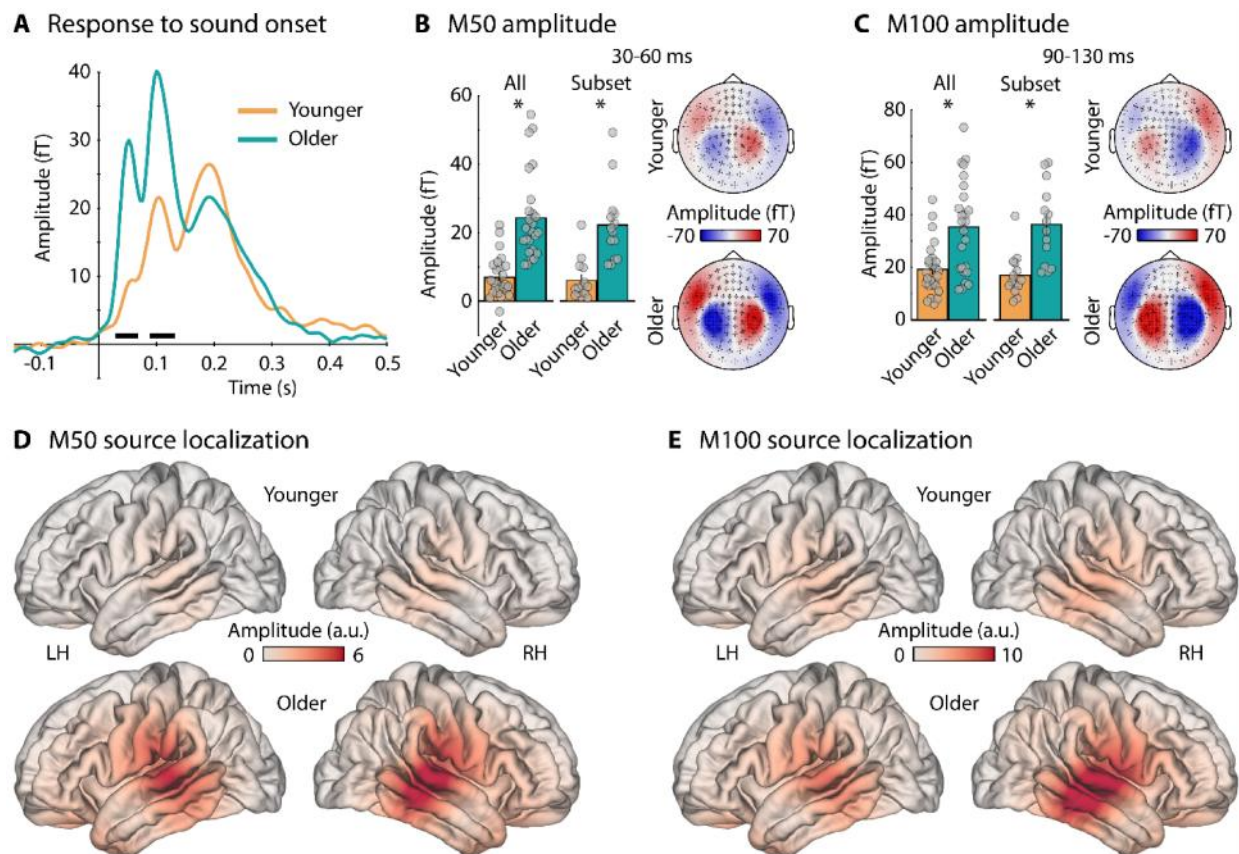 A Response to sound onset
Amplitude (fT)
40
30
20
10
-0.1
0.1
0.2
0.3
0.4
0.5
Time (s)
Younger
Older
B M50 amplitude
30-60 ms
All
Subset
*
*
Amplitude (fT)
60
40
20
0
Younger
Older
Younger
Older
Younger
Amplitude (fT)
-70
70
Older
C M100 amplitude
90-130 ms
All
Subset
*
*
Amplitude (fT)
80
60
40
20
0
Younger
Older
Younger
Older
Younger
Amplitude (fT)
-70
70
Older
D M50 source localization
Younger
Amplitude (a.u.)
0
6
LH
RH
Older
E M100 source localization
Younger
Amplitude (a.u.)
0
10
LH
RH
Older